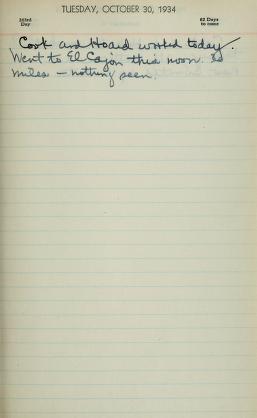 TUESDAY, OCTOBER 30, 1934
303rd Day
62 Days to come
Cook and Hoard worked today.
Went to El Cajon this noon. 30
miles — nothing seen.